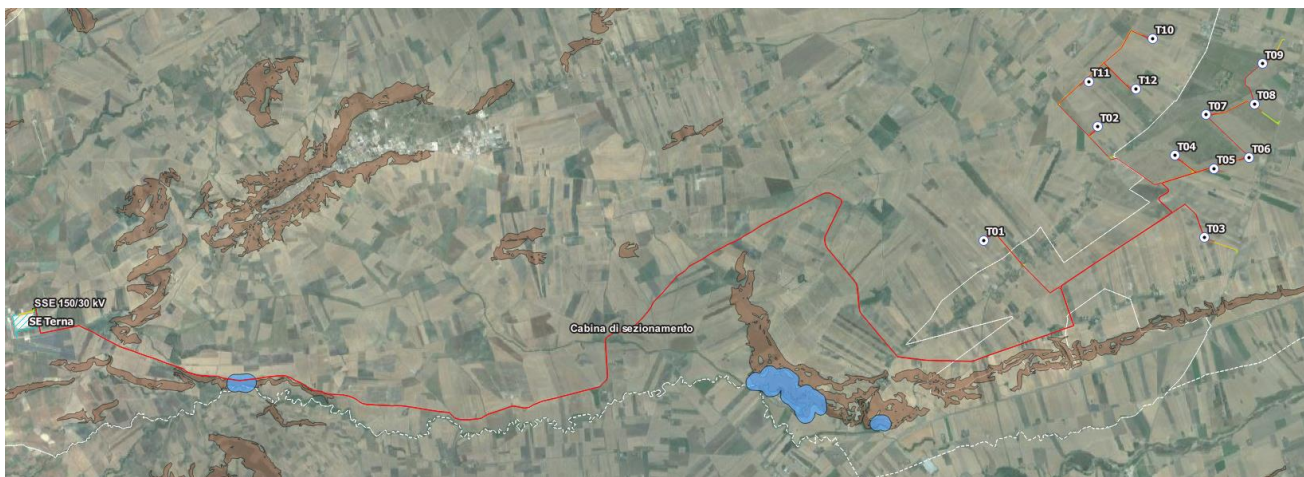 T10
T09
T11
T12
T08
T07
T02
T04
T06
T05
T03
T01
SSE 150/30 kV
SE Terna
Cabina di sezionamento